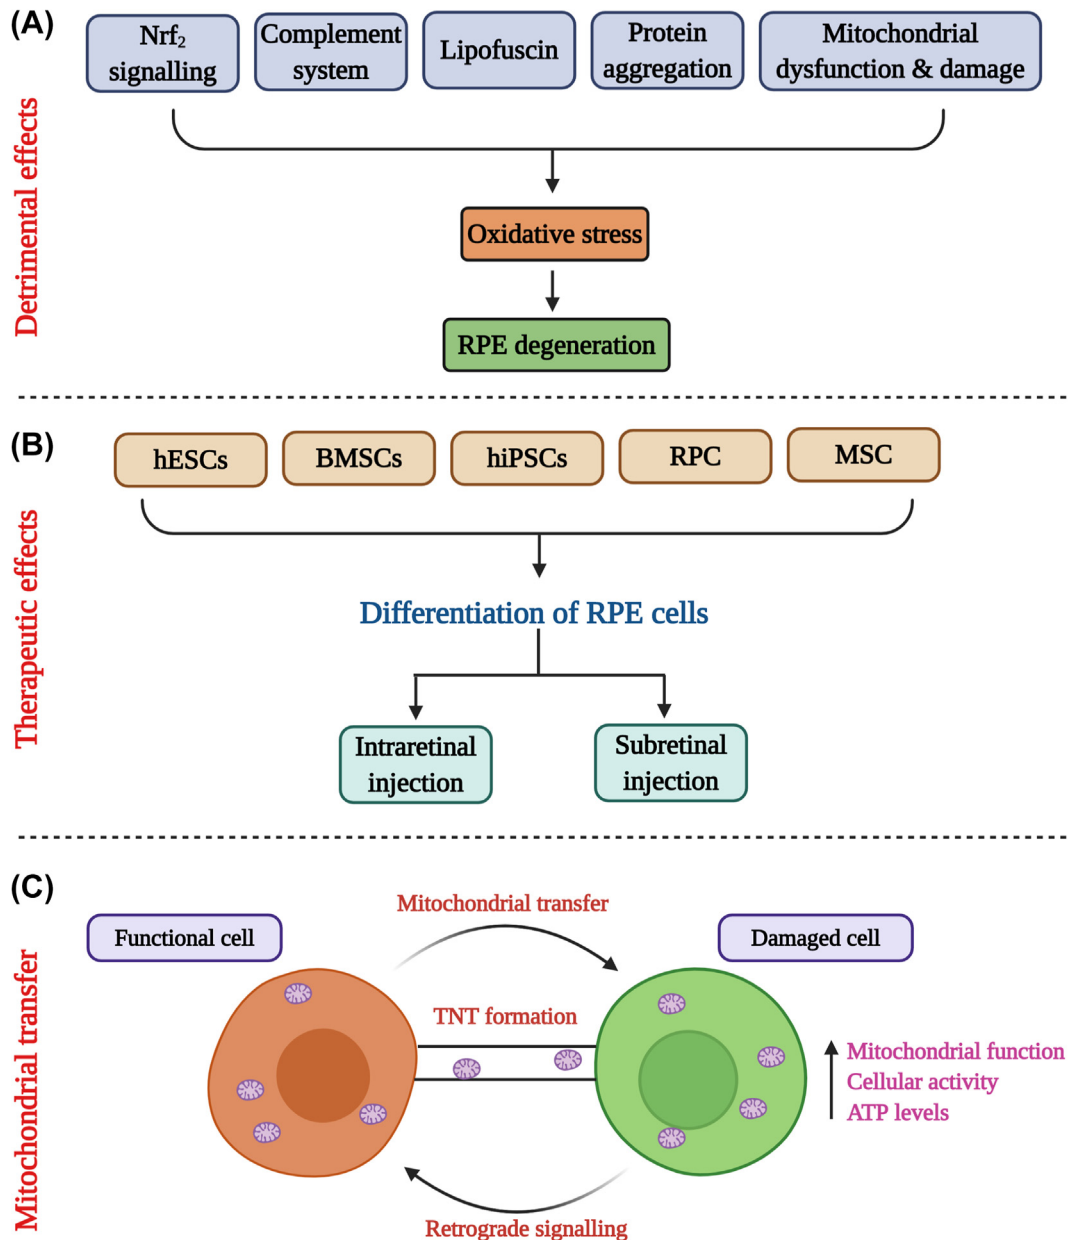 (A)
Detrimental effects
Nrf₂
signalling
Complement
system
Lipofuscin
Protein
aggregation
Mitochondrial
dysfunction & damage
Oxidative stress
RPE degeneration
(B)
Therapeutic effects
hESCs
BMSCs
hiPSCs
RPC
MSC
Differentiation of RPE cells
Intraretinal
injection
Subretinal
injection
(C)
Mitochondrial transfer
Functional cell
Mitochondrial transfer
Damaged cell
TNT formation
Mitochondrial function
Cellular activity
ATP levels
Retrograde signalling